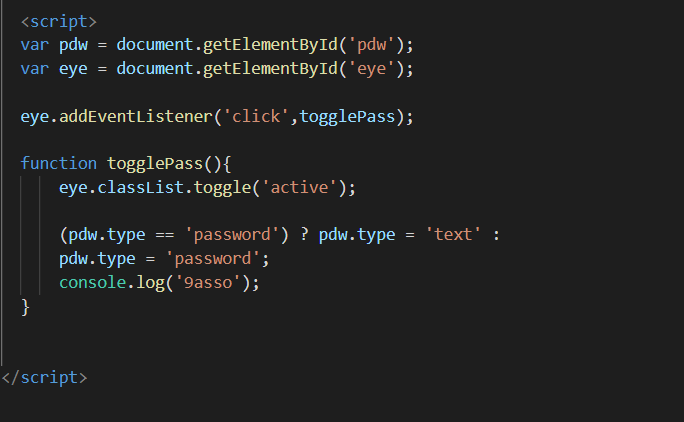 <script>
var pdw = document.getElementById('pdw');
var eye = document.getElementById('eye');
eye.addEventListener('click',togglePass);
function togglePass(){
eye.classList.toggle('active');
(pdw.type == 'password') ? pdw.type = 'text' :
pdw.type = 'password';
console.log('9asso');
}
</script>